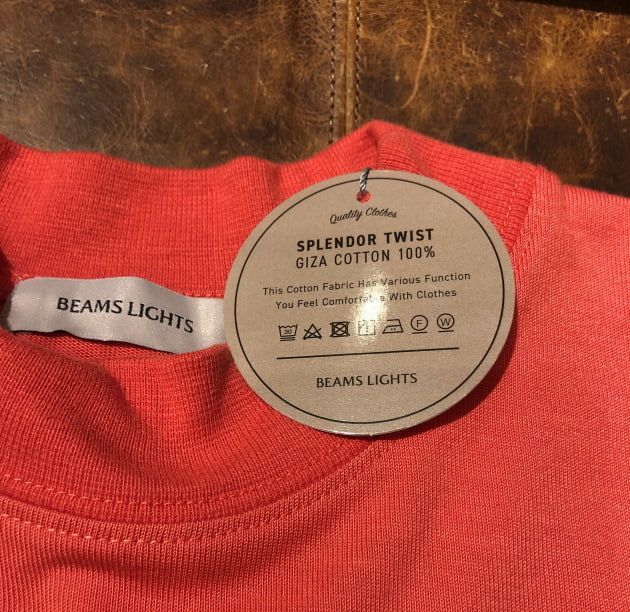 BEAMS LIGHTS
Quality Clothes
SPLENDOR TWIST
GIZA COTTON 100%
This Cotton Fabric Has Various Function
You Feel Comfortable With Clothes
30
F
W
BEAMS LIGHTS